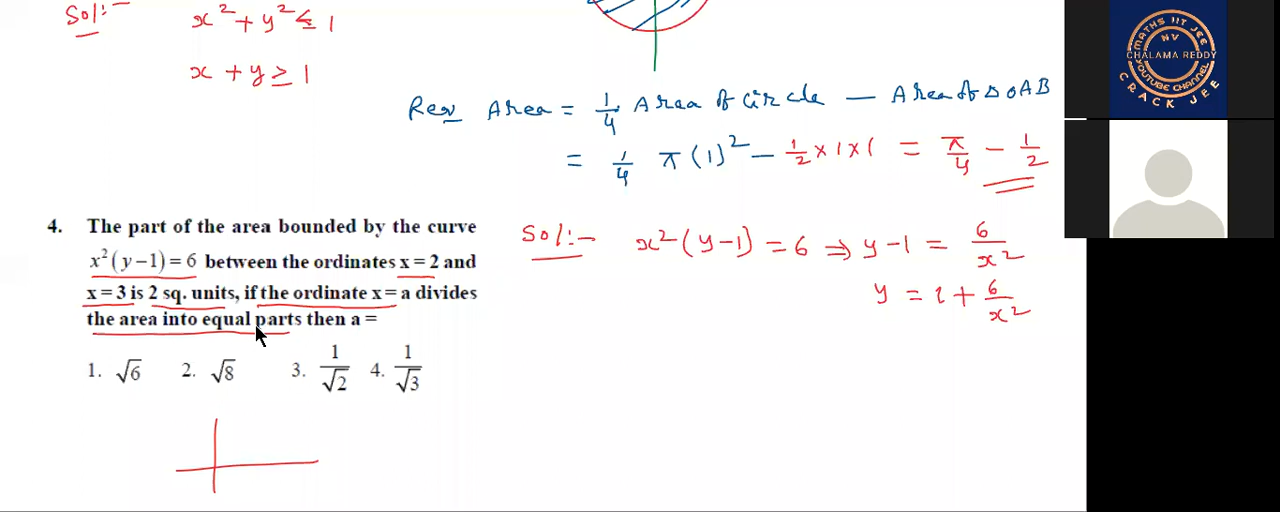 Sol:-
x² + y² ≤ 1
x + y ≥ 1
Req Area = 1/4 Area of Circle — Area of Δ OAB
= 1/4 π (1)² - 1/2 × 1 × 1 = π/4 - 1/2
4. The part of the area bounded by the curve
x²(y−1) = 6 between the ordinates x = 2 and
x = 3 is 2 sq. units, if the ordinate x = a divides
the area into equal parts then a =
1. √6 2. √8 3. 1/√2 4. 1/√3
Sol:- x² (y-1) = 6 ⇒ y-1 = 6/x²
y = 1 + 6/x²
MATHS IIT JEE
NV
CHALAMA REDDY
YOUTUBE CHANNEL
CRACK JEE